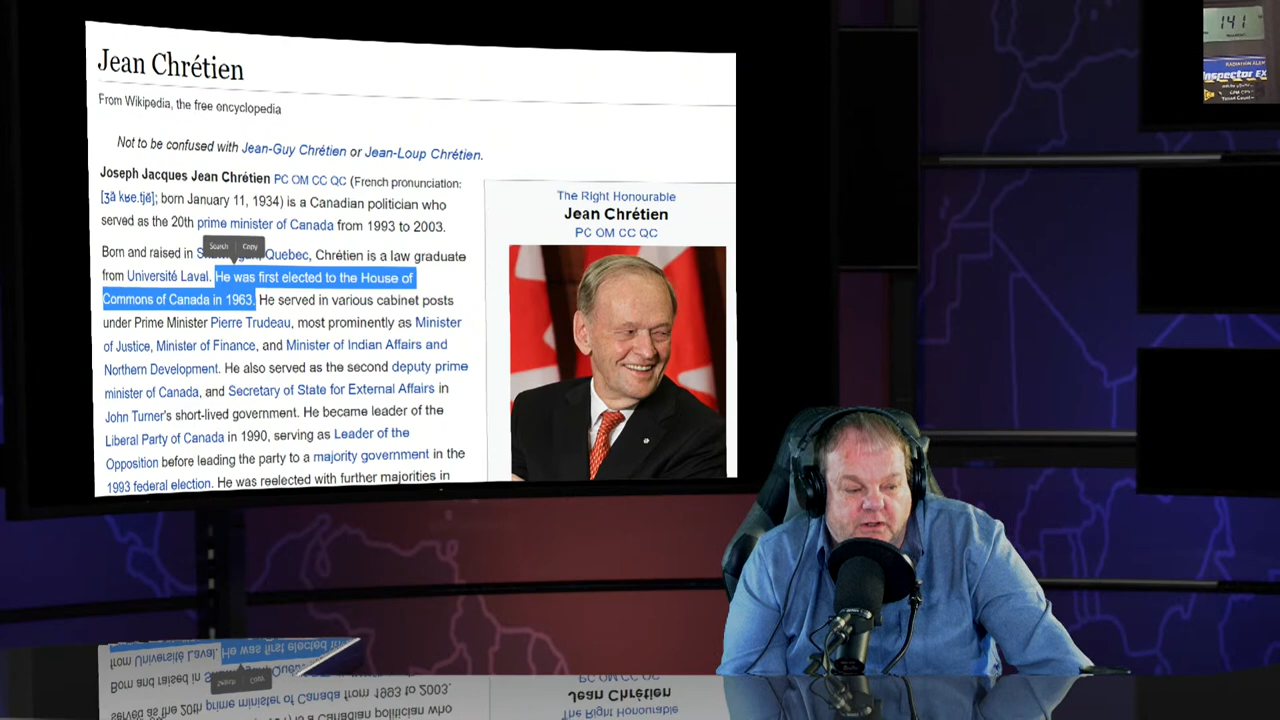 Jean Chrétien
From Wikipedia, the free encyclopedia
Not to be confused with Jean-Guy Chrétien or Jean-Loup Chrétien.
Joseph Jacques Jean Chrétien PC OM CC QC (French pronunciation:
[ʒɑ̃ kʁe.tjɛ̃]; born January 11, 1934) is a Canadian politician who
served as the 20th prime minister of Canada from 1993 to 2003.
Search Copy
Born and raised in Quebec, Chrétien is a law graduate
from Université Laval. He was first elected to the House of
Commons of Canada in 1963. He served in various cabinet posts
under Prime Minister Pierre Trudeau, most prominently as Minister
of Justice, Minister of Finance, and Minister of Indian Affairs and
Northern Development. He also served as the second deputy prime
minister of Canada, and Secretary of State for External Affairs in
John Turner's short-lived government. He became leader of the
Liberal Party of Canada in 1990, serving as Leader of the
Opposition before leading the party to a majority government in the
1993 federal election. He was reelected with further majorities in
The Right Honourable
Jean Chrétien
PC OM CC QC
141
RADIATION ALERT
Inspector EX